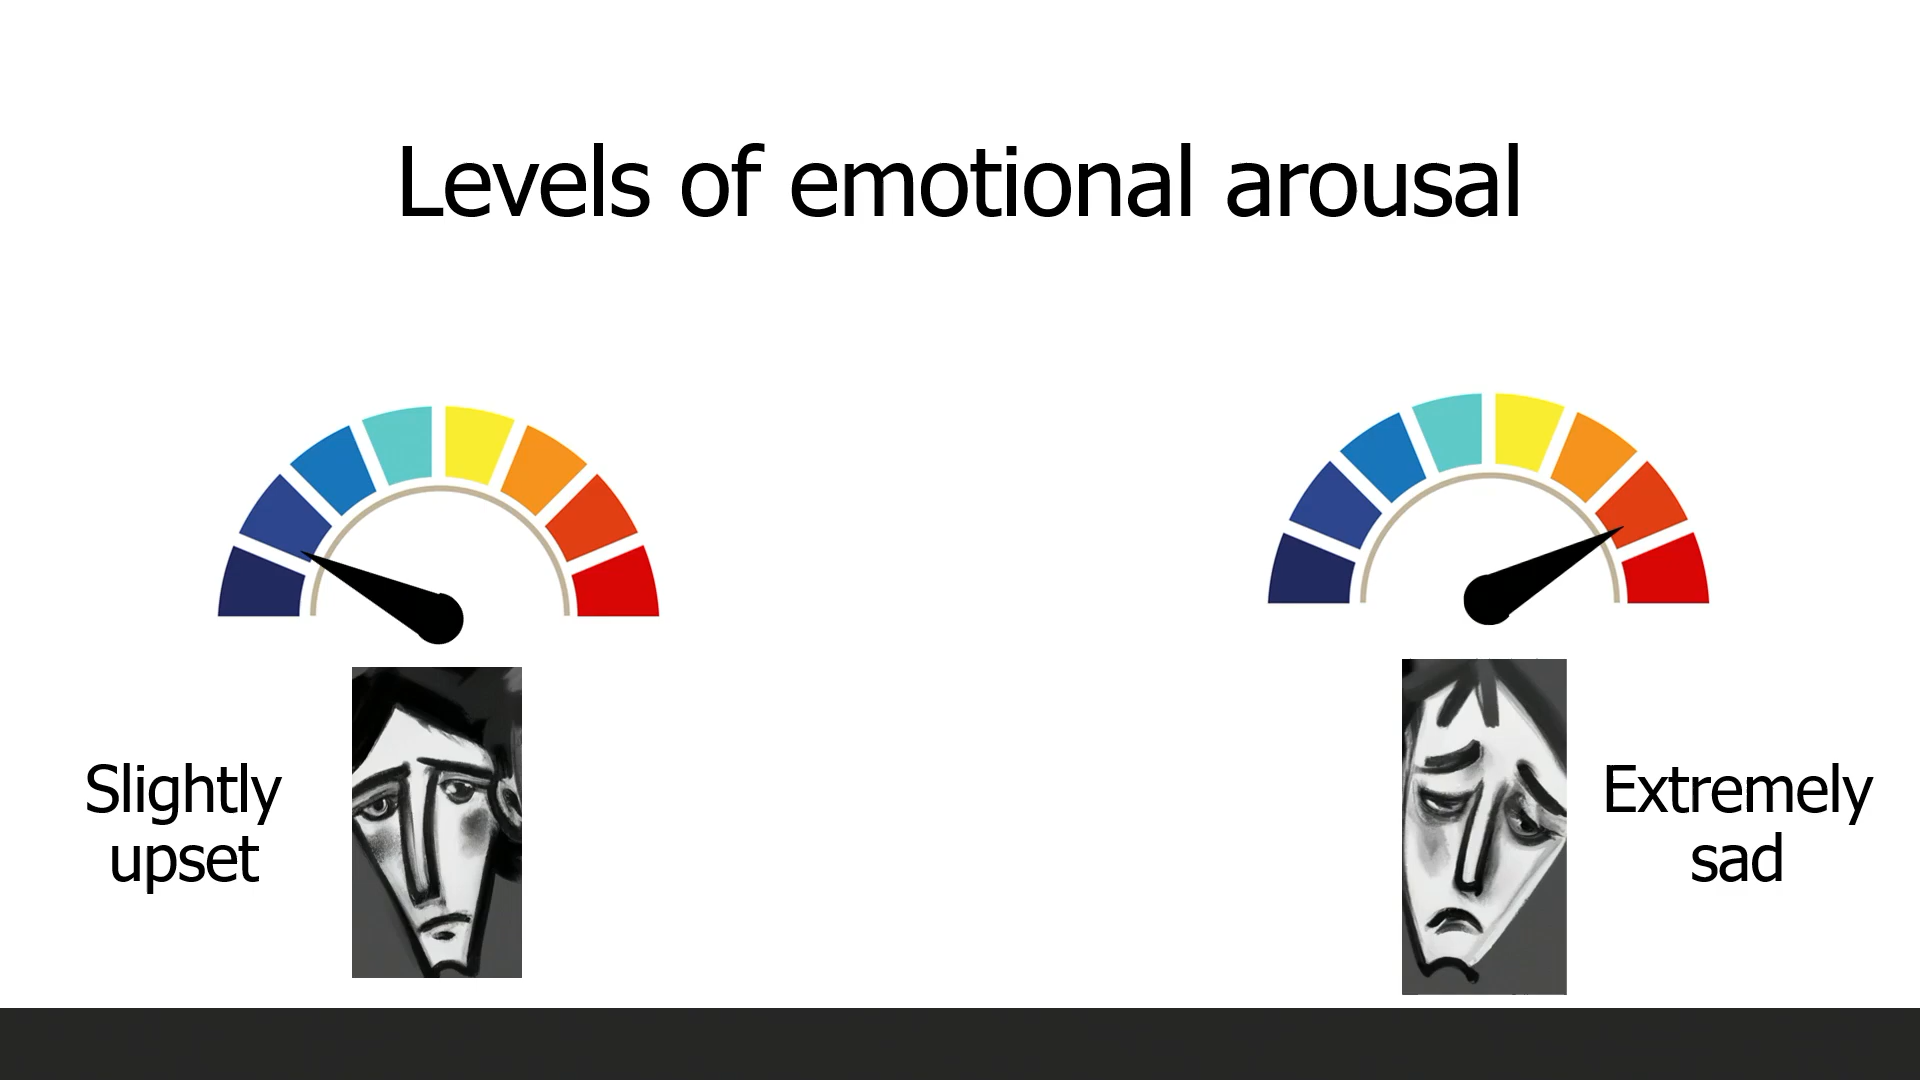 Levels of emotional arousal
Slightly
upset
Extremely
sad